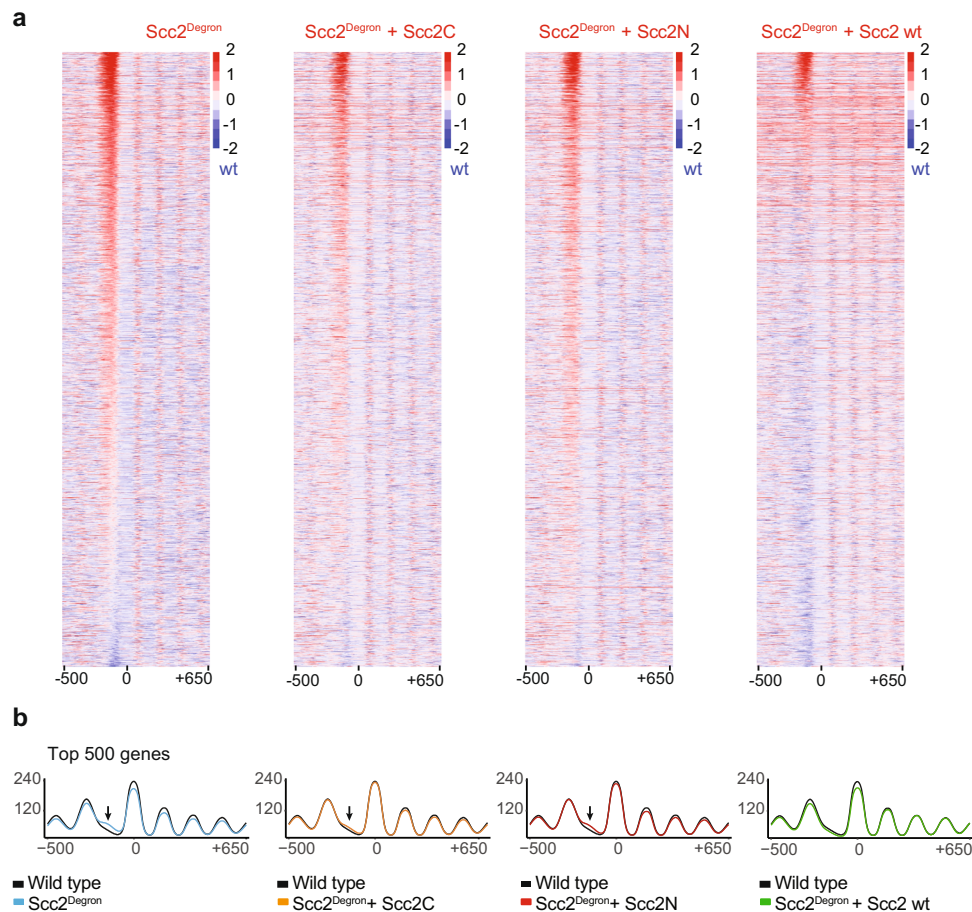 a
Scc2Degron
Scc2Degron + Scc2C
Scc2Degron + Scc2N
Scc2Degron + Scc2 wt
2
1
0
-1
-2
wt
2
1
0
-1
-2
wt
2
1
0
-1
-2
wt
2
1
0
-1
-2
wt
-500 0 +650
-500 0 +650
-500 0 +650
-500 0 +650
b
Top 500 genes
240
120
−500 0 +650
240
120
−500 0 +650
240
120
−500 0 +650
240
120
−500 0 +650
Wild type
Scc2Degron
Wild type
Scc2Degron+ Scc2C
Wild type
Scc2Degron+ Scc2N
Wild type
Scc2Degron + Scc2 wt